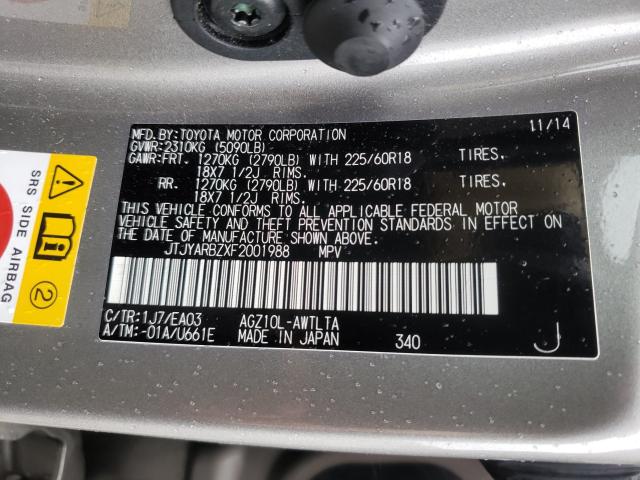 MFD.BY:TOYOTA MOTOR CORPORATION 11/14
GVWR:2310KG (5090LB)
GAWR:FRT. 1270KG (2790LB) WITH 225/60R18 TIRES,
18X7 1/2J RIMS.
RR. 1270KG (2790LB) WITH 225/60R18 TIRES,
18X7 1/2J RIMS.
THIS VEHICLE CONFORMS TO ALL APPLICABLE FEDERAL MOTOR
VEHICLE SAFETY AND THEFT PREVENTION STANDARDS IN EFFECT ON
THE DATE OF MANUFACTURE SHOWN ABOVE.
JTJYARBZXF2001988 MPV
C/TR:1J7/EA03 AGZ10L-AWTLTA
A/TM:-01A/U661E MADE IN JAPAN 340 J
SRS SIDE AIRBAG
2